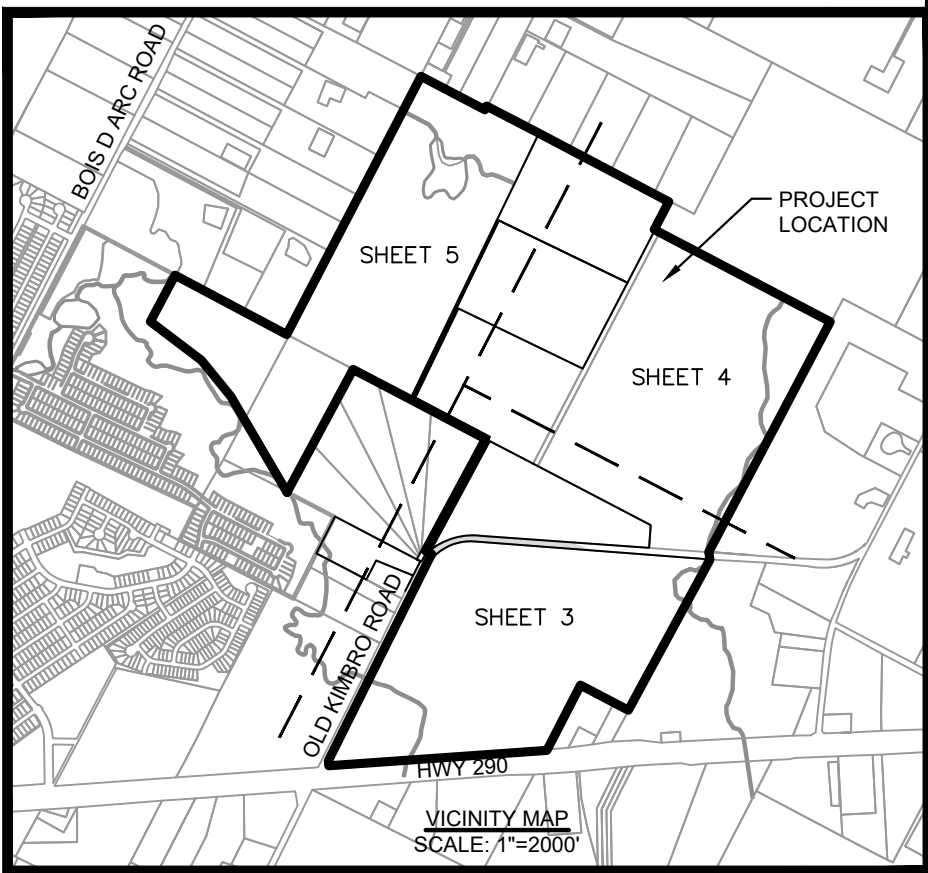 BOIS D ARC ROAD
PROJECT
LOCATION
SHEET 5
SHEET 4
SHEET 3
OLD KIMBRO ROAD
HWY 290
VICINITY MAP
SCALE: 1"=2000'